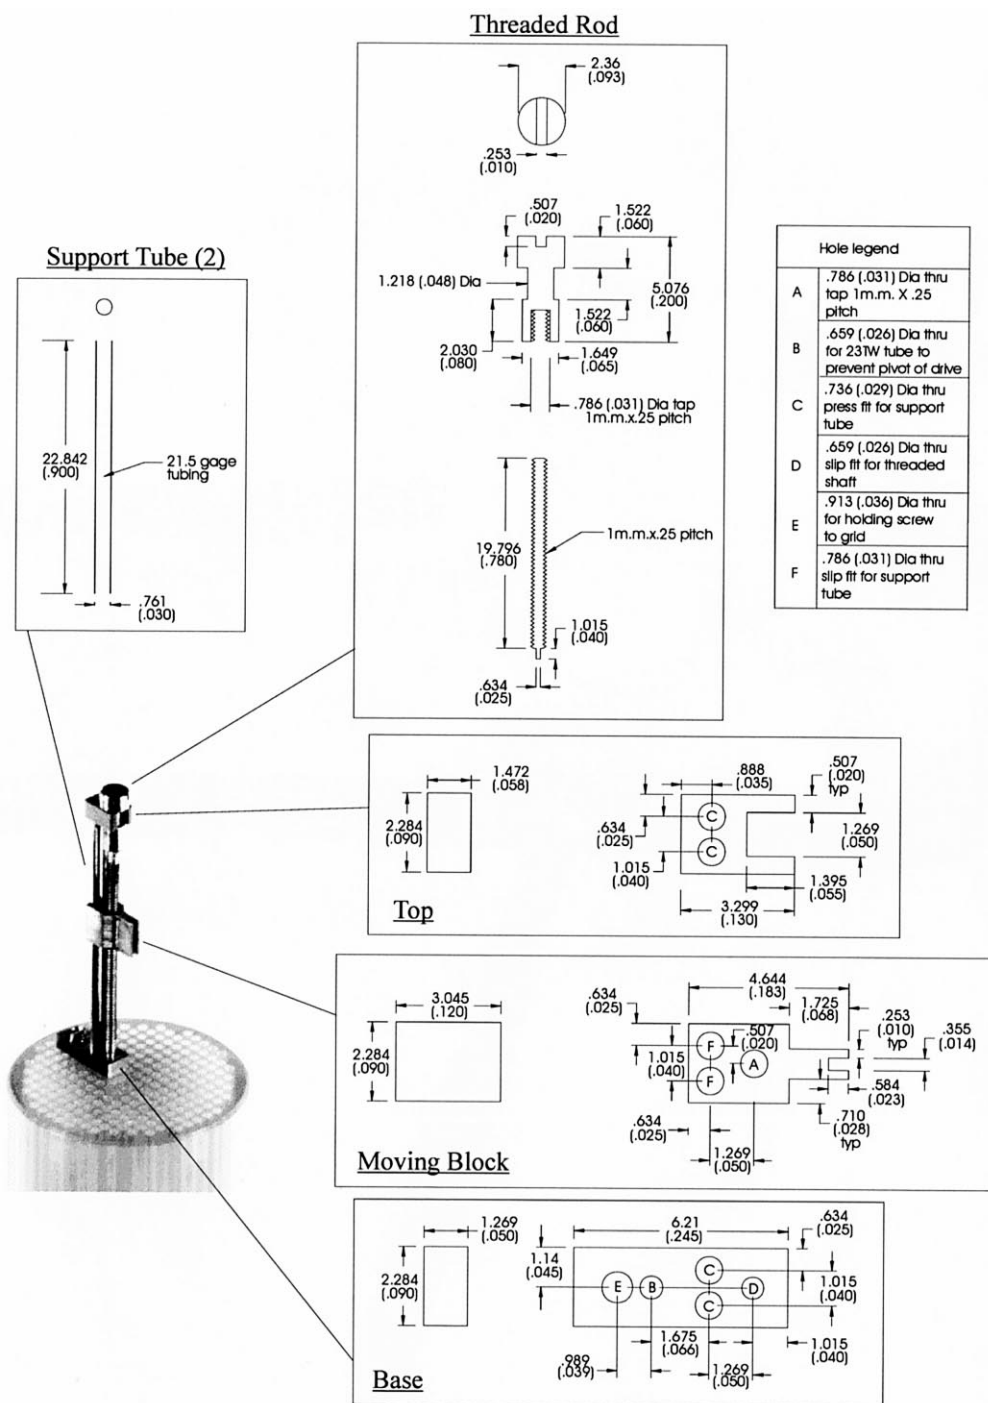 Threaded Rod
2.36
(.093)
.253
(.010)
.507
(.020)
1.522
(.060)
1.218 (.048) Dia
5.076
(.200)
1.522
(.060)
2.030
(.080)
1.649
(.065)
.786 (.031) Dia tap
1m.m.x.25 pitch
19.796
(.780)
1m.m.x.25 pitch
1.015
(.040)
.634
(.025)
Support Tube (2)
22.842
(.900)
21.5 gage
tubing
.761
(.030)
Hole legend
A
.786 (.031) Dia thru
tap 1m.m. X .25
pitch
B
.659 (.026) Dia thru
for 23TW tube to
prevent pivot of drive
C
.736 (.029) Dia thru
press fit for support
tube
D
.659 (.026) Dia thru
slip fit for threaded
shaft
E
.913 (.036) Dia thru
for holding screw
to grid
F
.786 (.031) Dia thru
slip fit for support
tube
1.472
(.058)
2.284
(.090)
.888
(.035)
.507
(.020)
typ
.634
(.025)
C
C
1.269
(.050)
1.015
(.040)
1.395
(.055)
3.299
(.130)
Top
3.045
(.120)
2.284
(.090)
4.644
(.183)
.634
(.025)
1.725
(.068)
.253
(.010)
typ
.355
(.014)
.507
(.020)
F
A
F
1.015
(.040)
.584
(.023)
.710
(.028)
typ
.634
(.025)
1.269
(.050)
Moving Block
1.269
(.050)
2.284
(.090)
6.21
(.245)
.634
(.025)
1.14
(.045)
E
B
C
C
D
1.015
(.040)
1.675
(.066)
1.015
(.040)
.989
(.039)
1.269
(.050)
Base